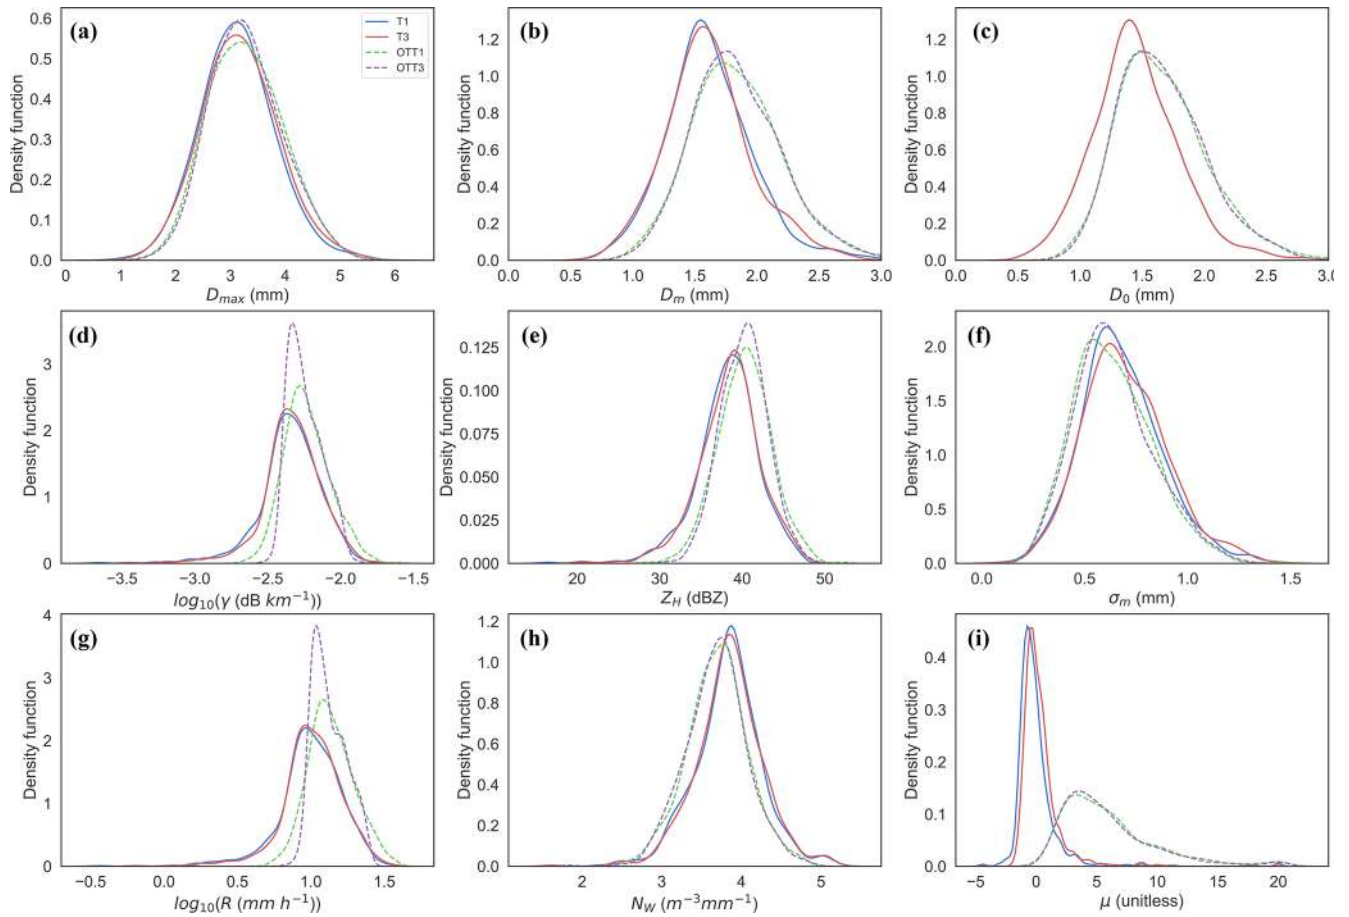 (a)
T1
T3
OTT1
OTT3
Density function
0.6
0.5
0.4
0.3
0.2
0.1
0.0
0 1 2 3 4 5 6
D_max (mm)
(b)
Density function
1.2
1.0
0.8
0.6
0.4
0.2
0.0
0.0 0.5 1.0 1.5 2.0 2.5 3.0
D_m (mm)
(c)
Density function
1.2
1.0
0.8
0.6
0.4
0.2
0.0
0.0 0.5 1.0 1.5 2.0 2.5 3.0
D_0 (mm)
(d)
Density function
3
2
1
0
−3.5 −3.0 −2.5 −2.0 −1.5
log_10(γ (dB km^−1))
(e)
Density function
0.125
0.100
0.075
0.050
0.025
0.000
20 30 40 50
Z_H (dBZ)
(f)
Density function
2.0
1.5
1.0
0.5
0.0
0.0 0.5 1.0 1.5
σ_m (mm)
(g)
Density function
4
3
2
1
0
−0.5 0.0 0.5 1.0 1.5
log_10(R (mm h^−1))
(h)
Density function
1.2
1.0
0.8
0.6
0.4
0.2
0.0
2 3 4 5
N_W (m^−3mm^−1)
(i)
Density function
0.4
0.3
0.2
0.1
0.0
−5 0 5 10 15 20
μ (unitless)